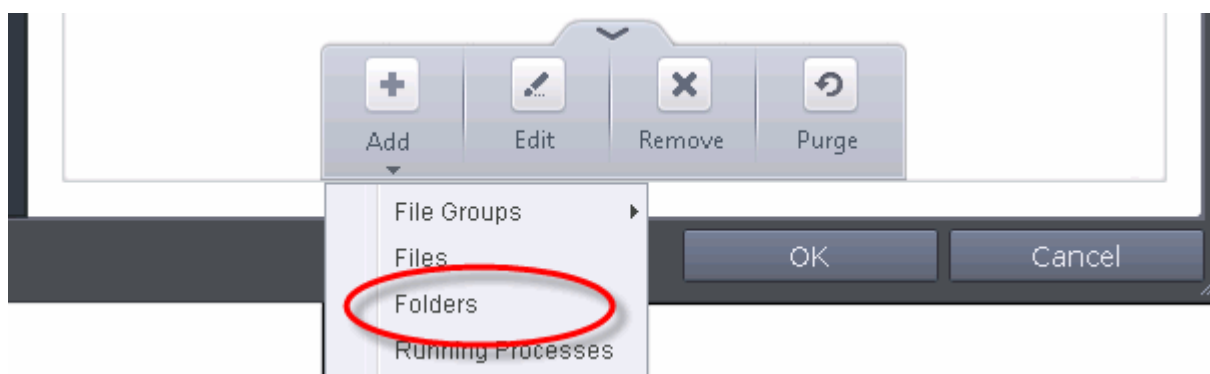 Add Edit Remove Purge
File Groups
Files
OK Cancel
Folders
Running Processes